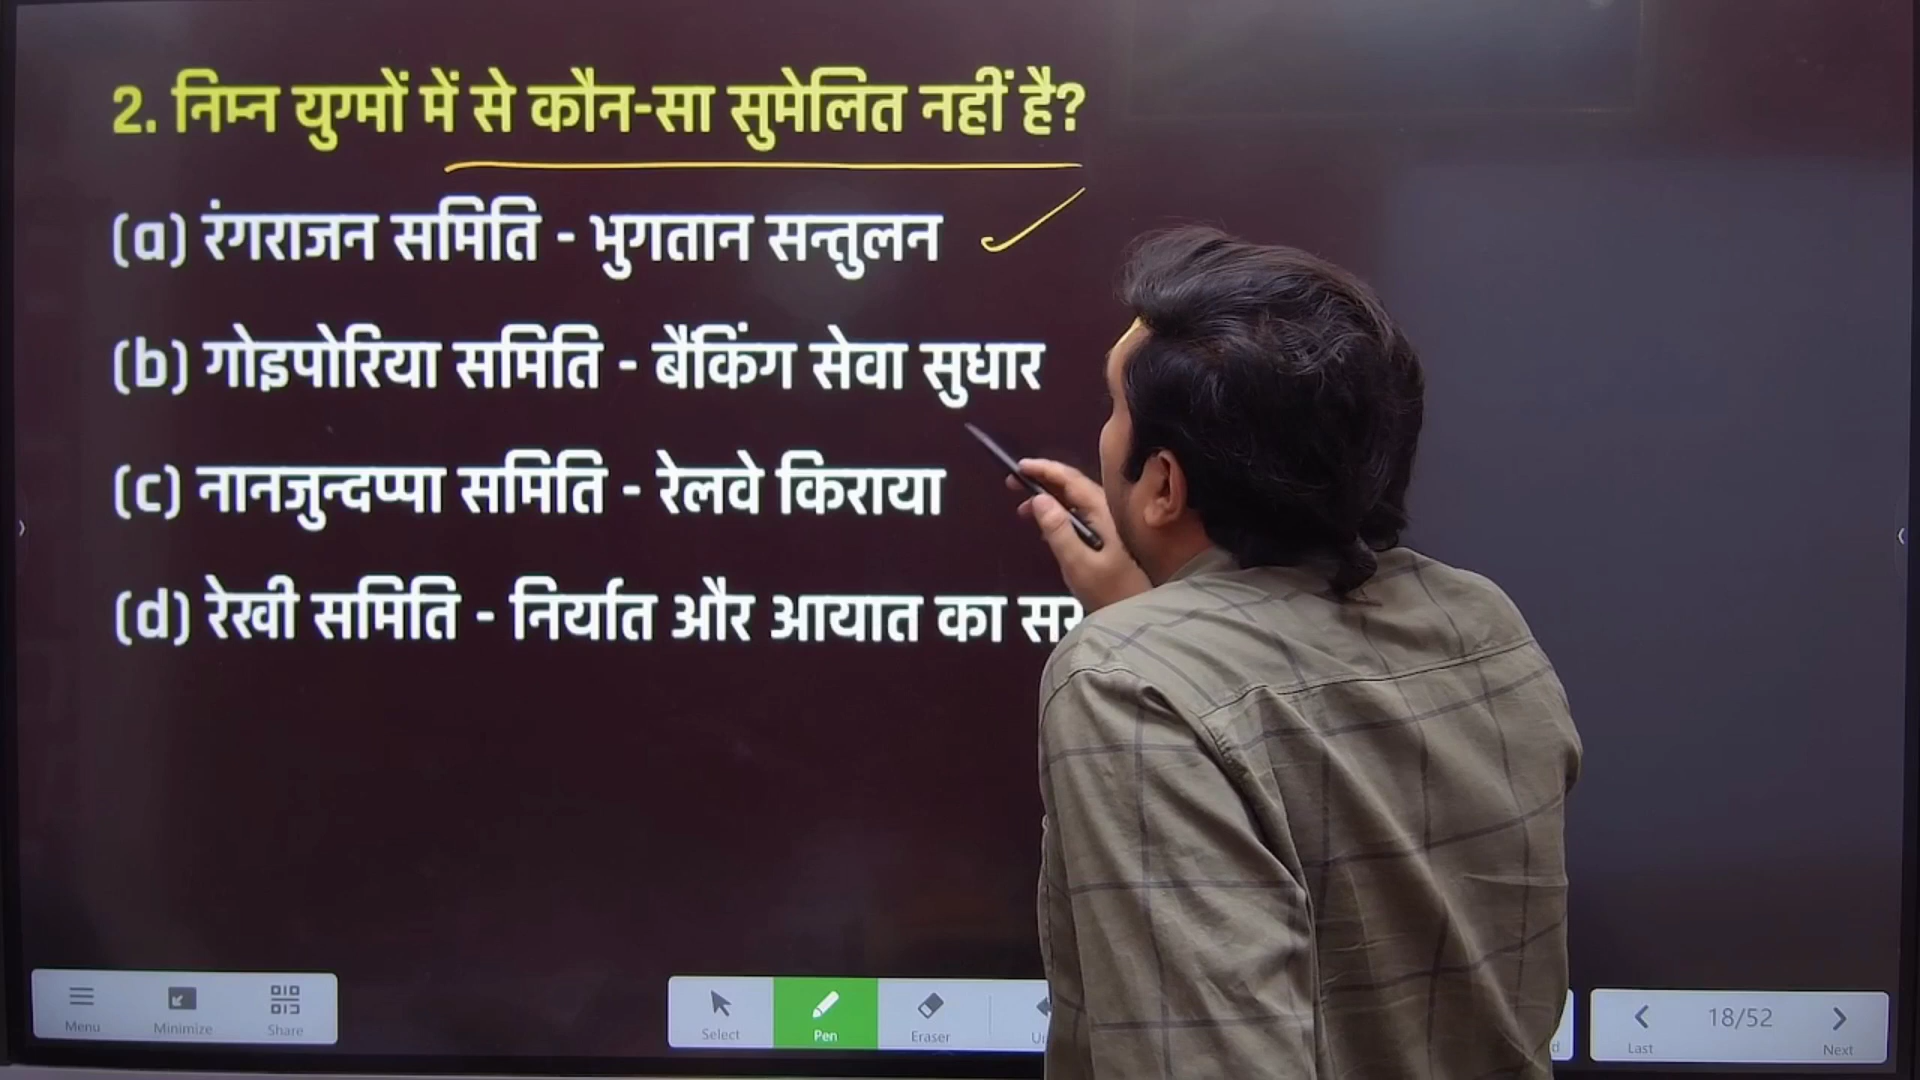 2. निम्न युग्मों में से कौन-सा सुमेलित नहीं है?
(a) रंगराजन समिति - भुगतान सन्तुलन
(b) गोइपोरिया समिति - बैंकिंग सेवा सुधार
(c) नानजुन्दप्पा समिति - रेलवे किराया
(d) रेखी समिति - निर्यात और आयात का
Menu Minimize Share Select Pen Eraser 18/52 Last Next